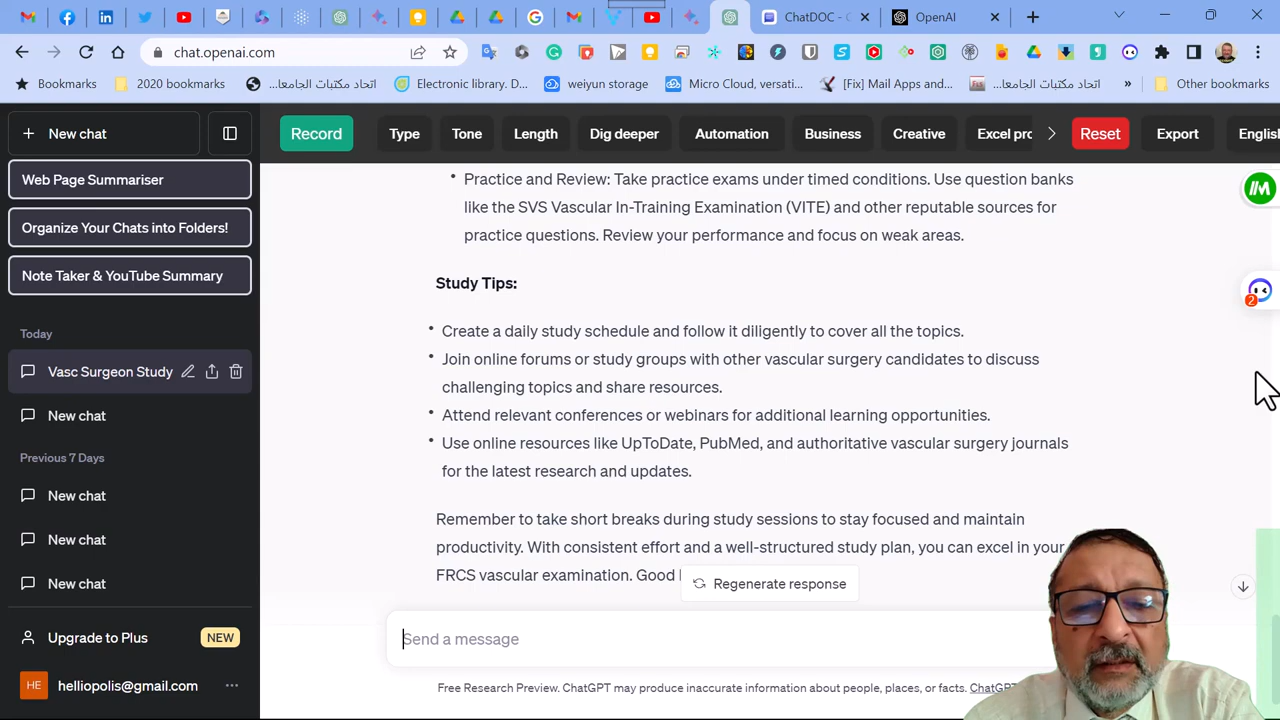 ChatDOC - C
OpenAI
chat.openai.com
Bookmarks
2020 bookmarks
اتحاد مكتبات الجامعا...
Electronic library. D...
weiyun storage
Micro Cloud, versati...
[Fix] Mail Apps and...
اتحاد مكتبات الجامعا...
Other bookmarks
New chat
Record
Type
Tone
Length
Dig deeper
Automation
Business
Creative
Excel pro
Reset
Export
English
Web Page Summariser
Organize Your Chats into Folders!
Note Taker & YouTube Summary
Today
Vasc Surgeon Study
New chat
Previous 7 Days
New chat
New chat
New chat
Upgrade to Plus
NEW
HE
helliopolis@gmail.com
• Practice and Review: Take practice exams under timed conditions. Use question banks
like the SVS Vascular In-Training Examination (VITE) and other reputable sources for
practice questions. Review your performance and focus on weak areas.
Study Tips:
• Create a daily study schedule and follow it diligently to cover all the topics.
• Join online forums or study groups with other vascular surgery candidates to discuss
challenging topics and share resources.
• Attend relevant conferences or webinars for additional learning opportunities.
• Use online resources like UpToDate, PubMed, and authoritative vascular surgery journals
for the latest research and updates.
Remember to take short breaks during study sessions to stay focused and maintain
productivity. With consistent effort and a well-structured study plan, you can excel in your
FRCS vascular examination. Good
Regenerate response
Send a message
Free Research Preview. ChatGPT may produce inaccurate information about people, places, or facts. ChatGPT
2